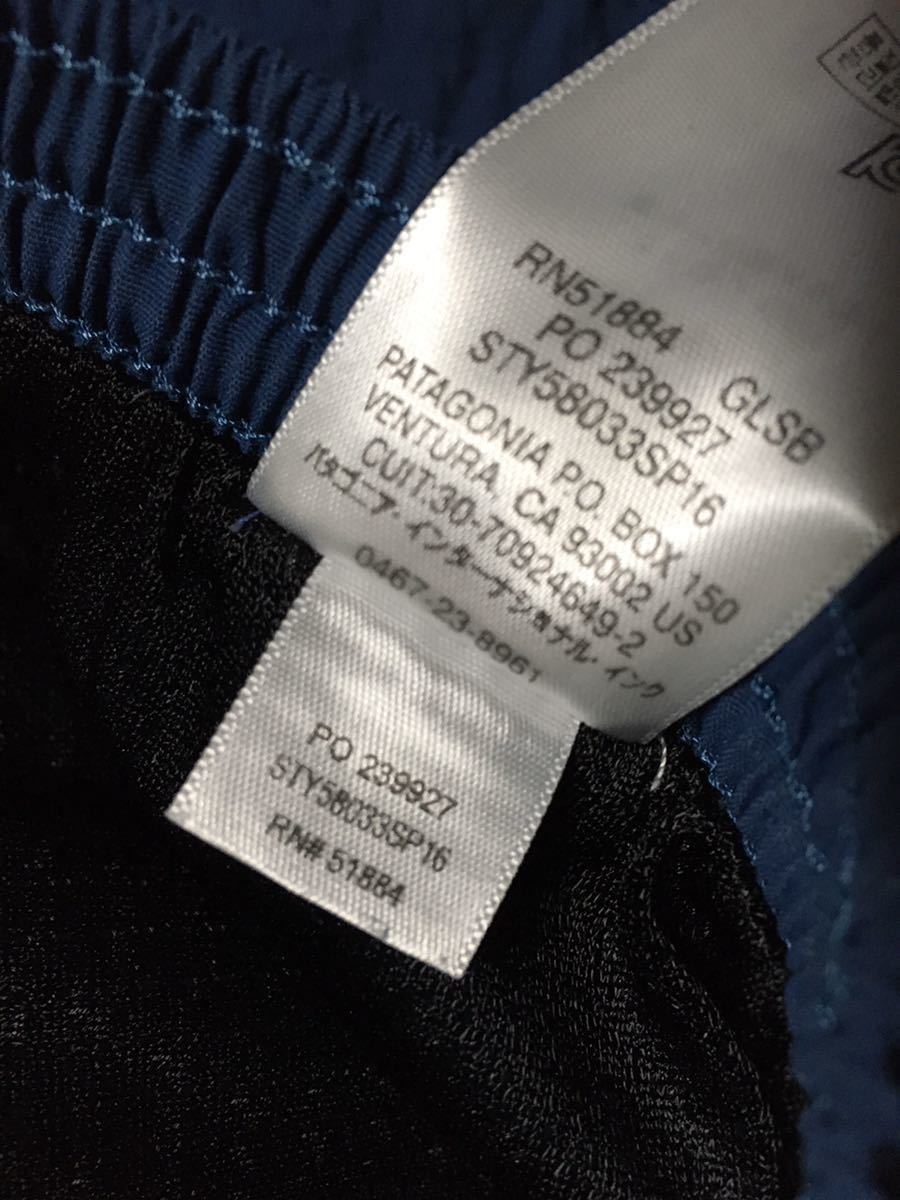 RN51884 GLSB
PO 239927
STY58033SP16
PATAGONIA P.O. BOX 150
VENTURA, CA 93002 US
CUIT:30-70924649-2
パタゴニア・インターナショナル・インク
0467-23-8961
PO 239927
STY58033SP16
RN# 51884